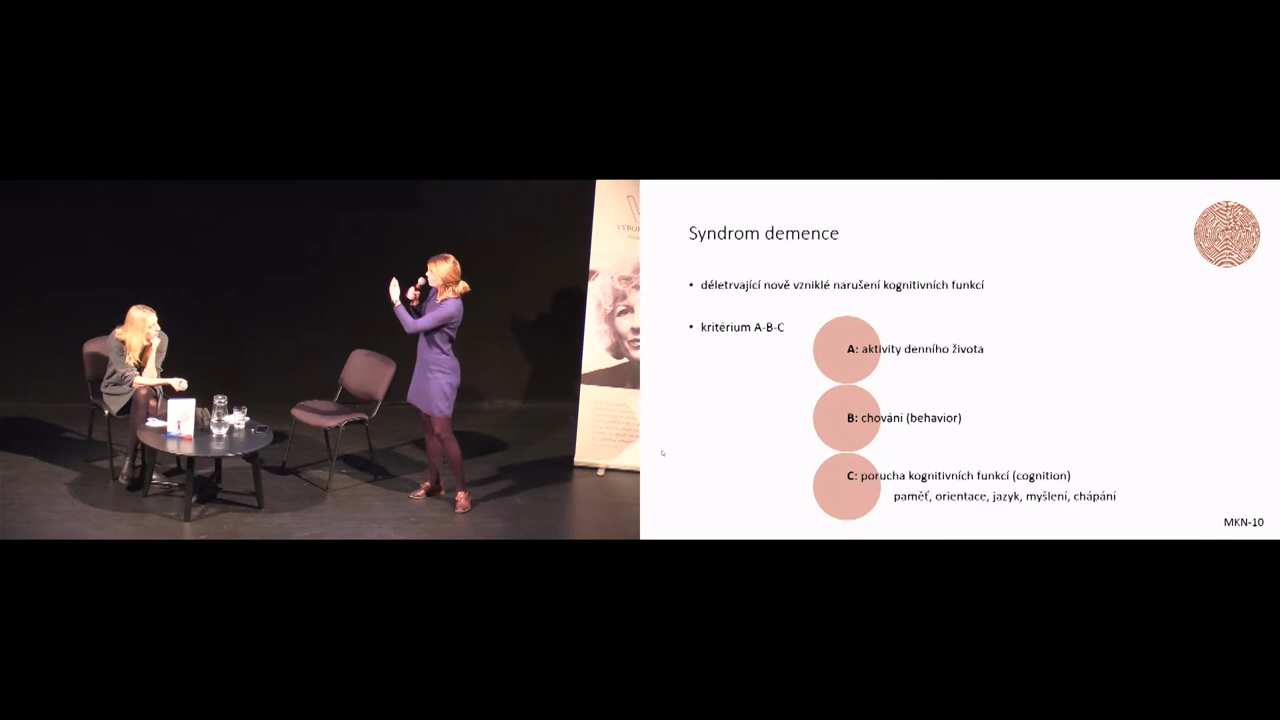 Syndrom demence
• déletrvající nově vzniklé narušení kognitivních funkcí
• kritérium A-B-C
A: aktivity denního života
B: chování (behavior)
C: porucha kognitivních funkcí (cognition)
paměť, orientace, jazyk, myšlení, chápání
MKN-10